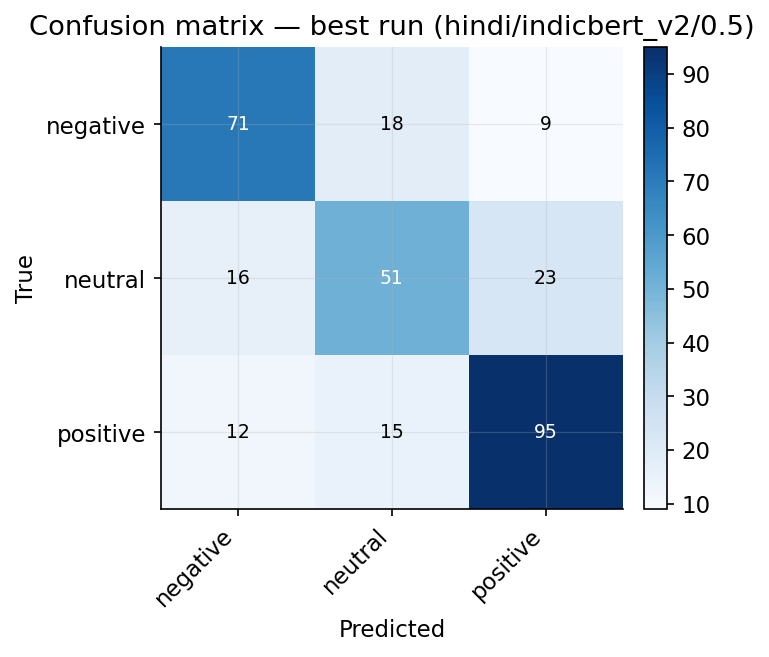 Confusion matrix — best run (hindi/indicbert_v2/0.5)
negative 71 18 9
neutral 16 51 23
positive 12 15 95
True
negative neutral positive
Predicted
90
80
70
60
50
40
30
20
10